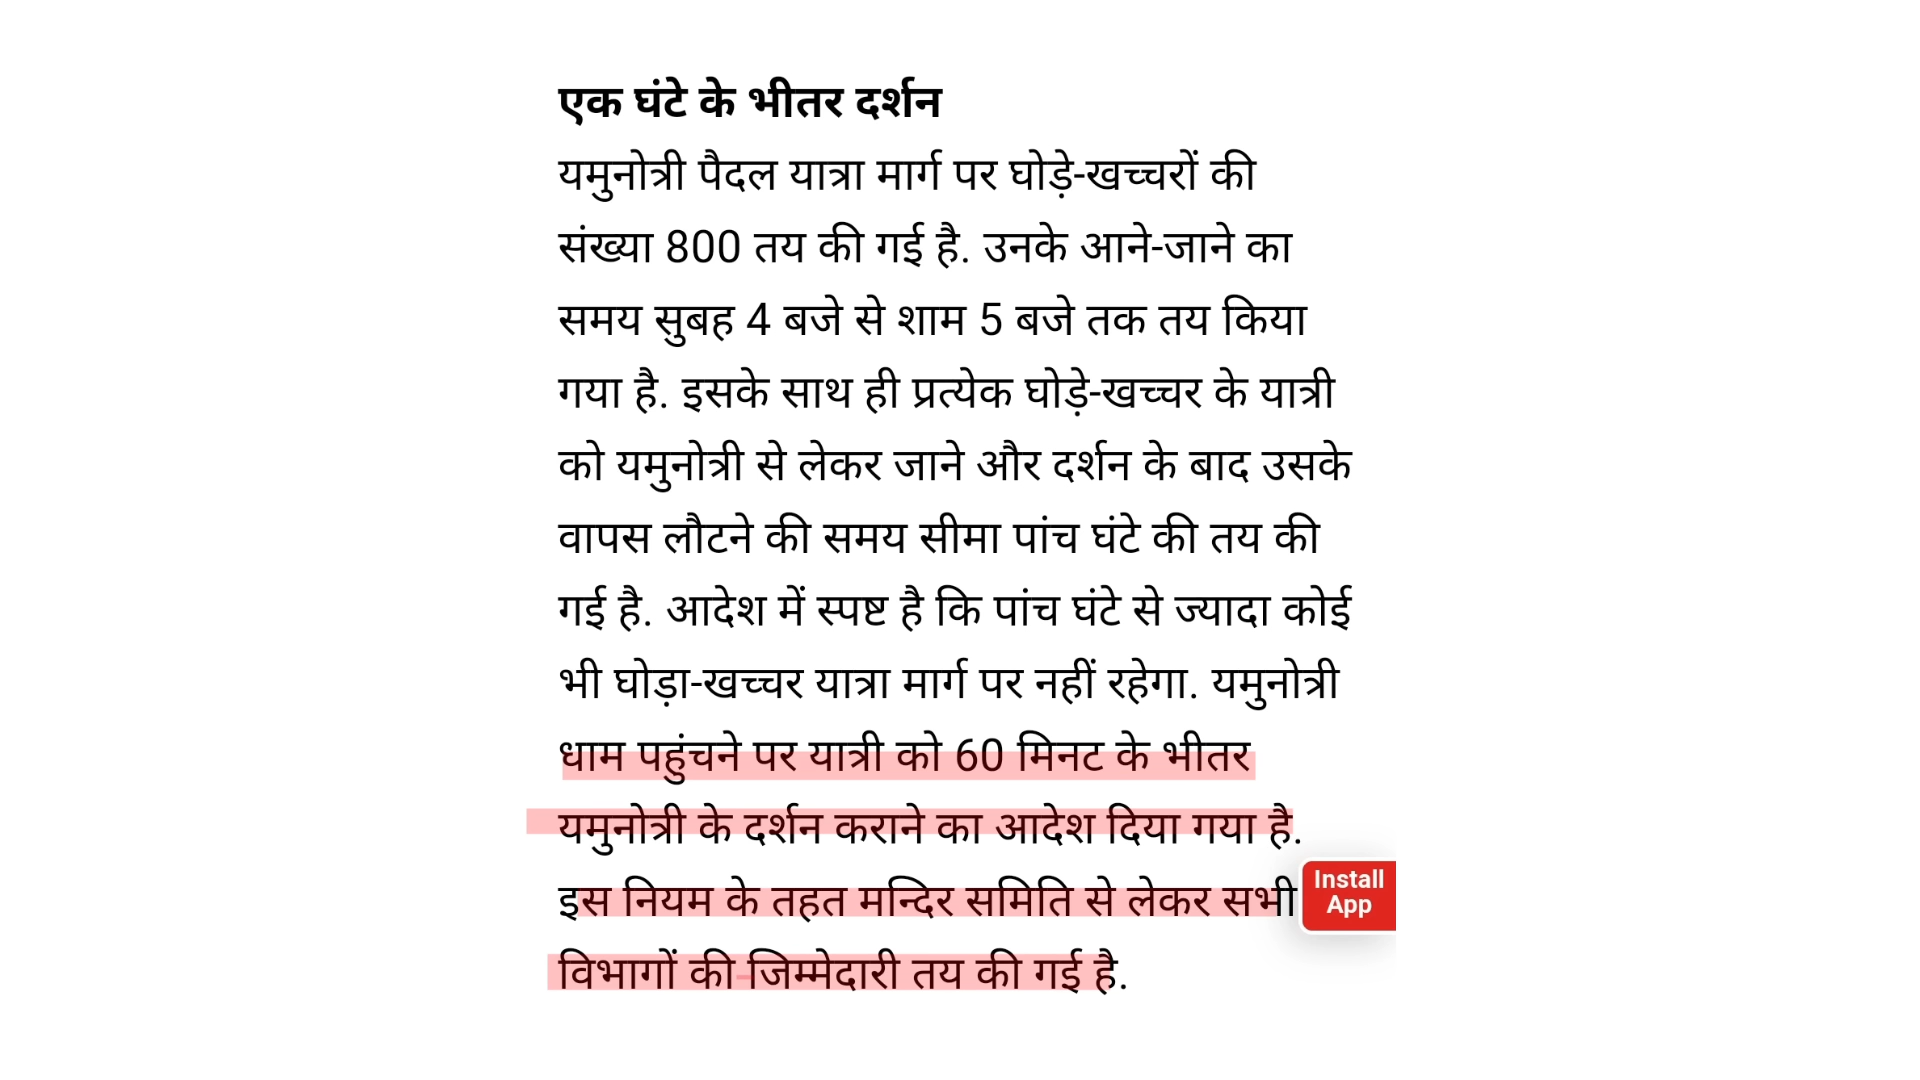 एक घंटे के भीतर दर्शन
यमुनोत्री पैदल यात्रा मार्ग पर घोड़े-खच्चरों की
संख्या 800 तय की गई है. उनके आने-जाने का
समय सुबह 4 बजे से शाम 5 बजे तक तय किया
गया है. इसके साथ ही प्रत्येक घोड़े-खच्चर के यात्री
को यमुनोत्री से लेकर जाने और दर्शन के बाद उसके
वापस लौटने की समय सीमा पांच घंटे की तय की
गई है. आदेश में स्पष्ट है कि पांच घंटे से ज्यादा कोई
भी घोड़ा-खच्चर यात्रा मार्ग पर नहीं रहेगा. यमुनोत्री
धाम पहुंचने पर यात्री को 60 मिनट के भीतर
यमुनोत्री के दर्शन कराने का आदेश दिया गया है.
इस नियम के तहत मन्दिर समिति से लेकर सभी
विभागों की जिम्मेदारी तय की गई है.
Install
App